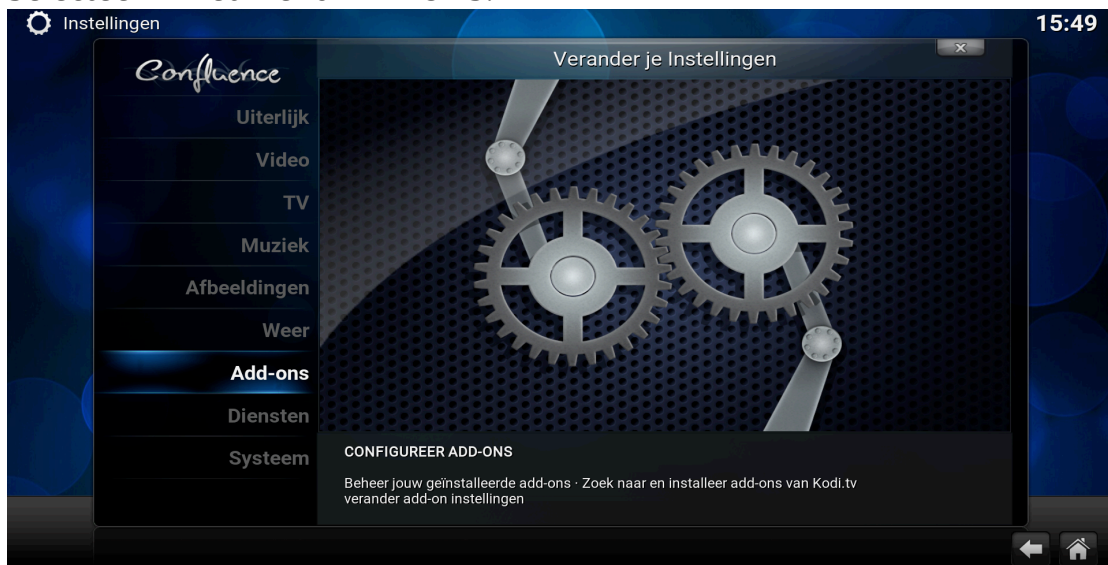 Instellingen
15:49
Confluence
Verander je Instellingen
Uiterlijk
Video
TV
Muziek
Afbeeldingen
Weer
Add-ons
Diensten
Systeem
CONFIGUREER ADD-ONS
Beheer jouw geïnstalleerde add-ons · Zoek naar en installeer add-ons van Kodi.tv
verander add-on instellingen